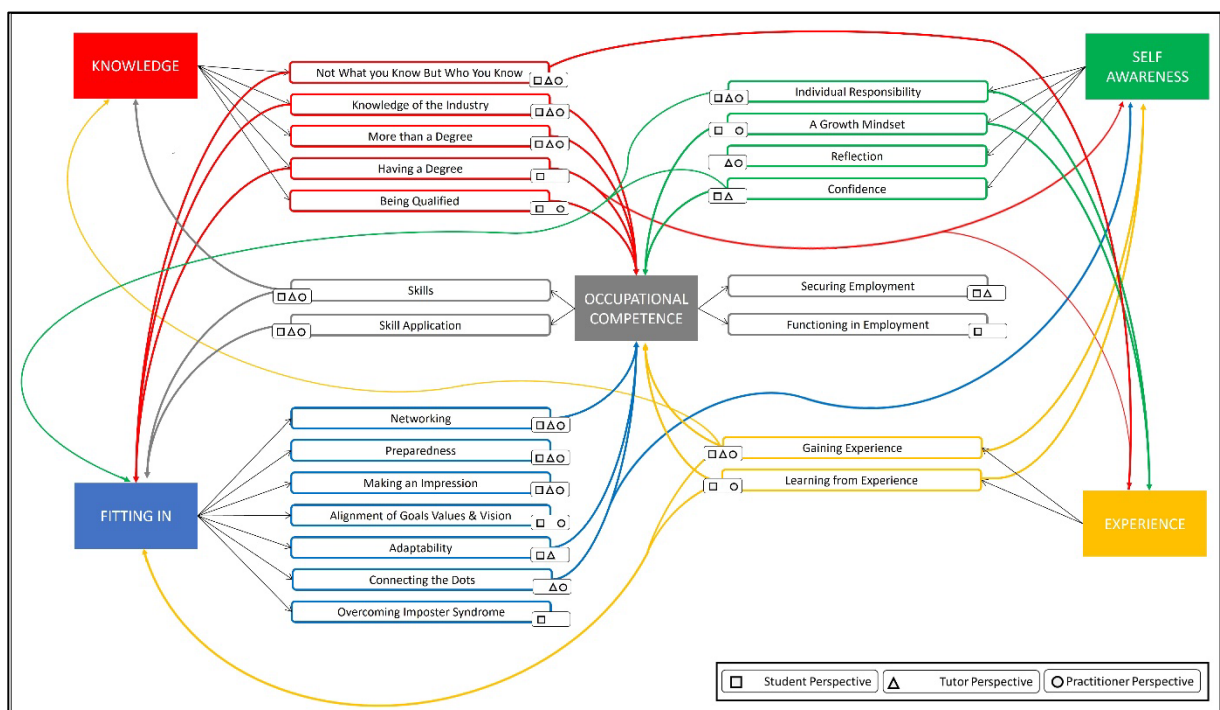 KNOWLEDGE
Not What you Know But Who You Know
Knowledge of the Industry
More than a Degree
Having a Degree
Being Qualified
SELF
AWARENESS
Individual Responsibility
A Growth Mindset
Reflection
Confidence
Skills
Skill Application
OCCUPATIONAL
COMPETENCE
Securing Employment
Functioning in Employment
FITTING IN
Networking
Preparedness
Making an Impression
Alignment of Goals Values & Vision
Adaptability
Connecting the Dots
Overcoming Imposter Syndrome
Gaining Experience
Learning from Experience
EXPERIENCE
Student Perspective
Tutor Perspective
Practitioner Perspective